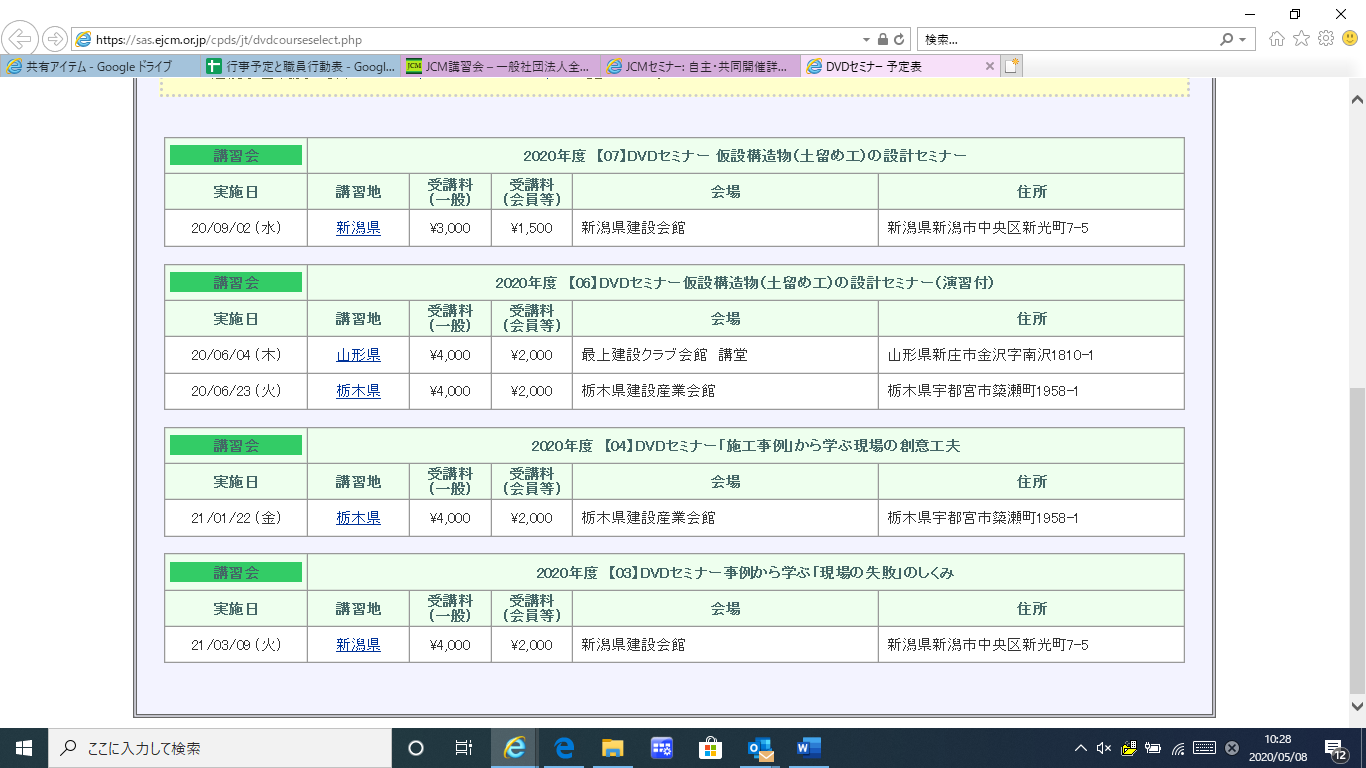 https://sas.ejcm.or.jp/cpds/jt/dvdcourseselect.php
検索...
共有アイテム - Google ドライブ
行事予定と職員行動表 - Googl...
JCM講習会 – 一般社団法人全...
JCMセミナー: 自主・共同開催詳...
DVDセミナー 予定表
講習会 2020年度 【07】DVDセミナー 仮設構造物(土留め工)の設計セミナー
実施日 講習地 受講料(一般) 受講料(会員等) 会場 住所
20/09/02 (水) 新潟県 ¥3,000 ¥1,500 新潟県建設会館 新潟県新潟市中央区新光町7-5
講習会 2020年度 【06】DVDセミナー仮設構造物(土留め工)の設計セミナー(演習付)
実施日 講習地 受講料(一般) 受講料(会員等) 会場 住所
20/06/04 (木) 山形県 ¥4,000 ¥2,000 最上建設クラブ会館 講堂 山形県新庄市金沢字南沢1810-1
20/06/23 (火) 栃木県 ¥4,000 ¥2,000 栃木県建設産業会館 栃木県宇都宮市簗瀬町1958-1
講習会 2020年度 【04】DVDセミナー「施工事例」から学ぶ現場の創意工夫
実施日 講習地 受講料(一般) 受講料(会員等) 会場 住所
21/01/22 (金) 栃木県 ¥4,000 ¥2,000 栃木県建設産業会館 栃木県宇都宮市簗瀬町1958-1
講習会 2020年度 【03】DVDセミナー事例から学ぶ「現場の失敗」のしくみ
実施日 講習地 受講料(一般) 受講料(会員等) 会場 住所
21/03/09 (火) 新潟県 ¥4,000 ¥2,000 新潟県建設会館 新潟県新潟市中央区新光町7-5
ここに入力して検索
10:28
2020/05/08
12